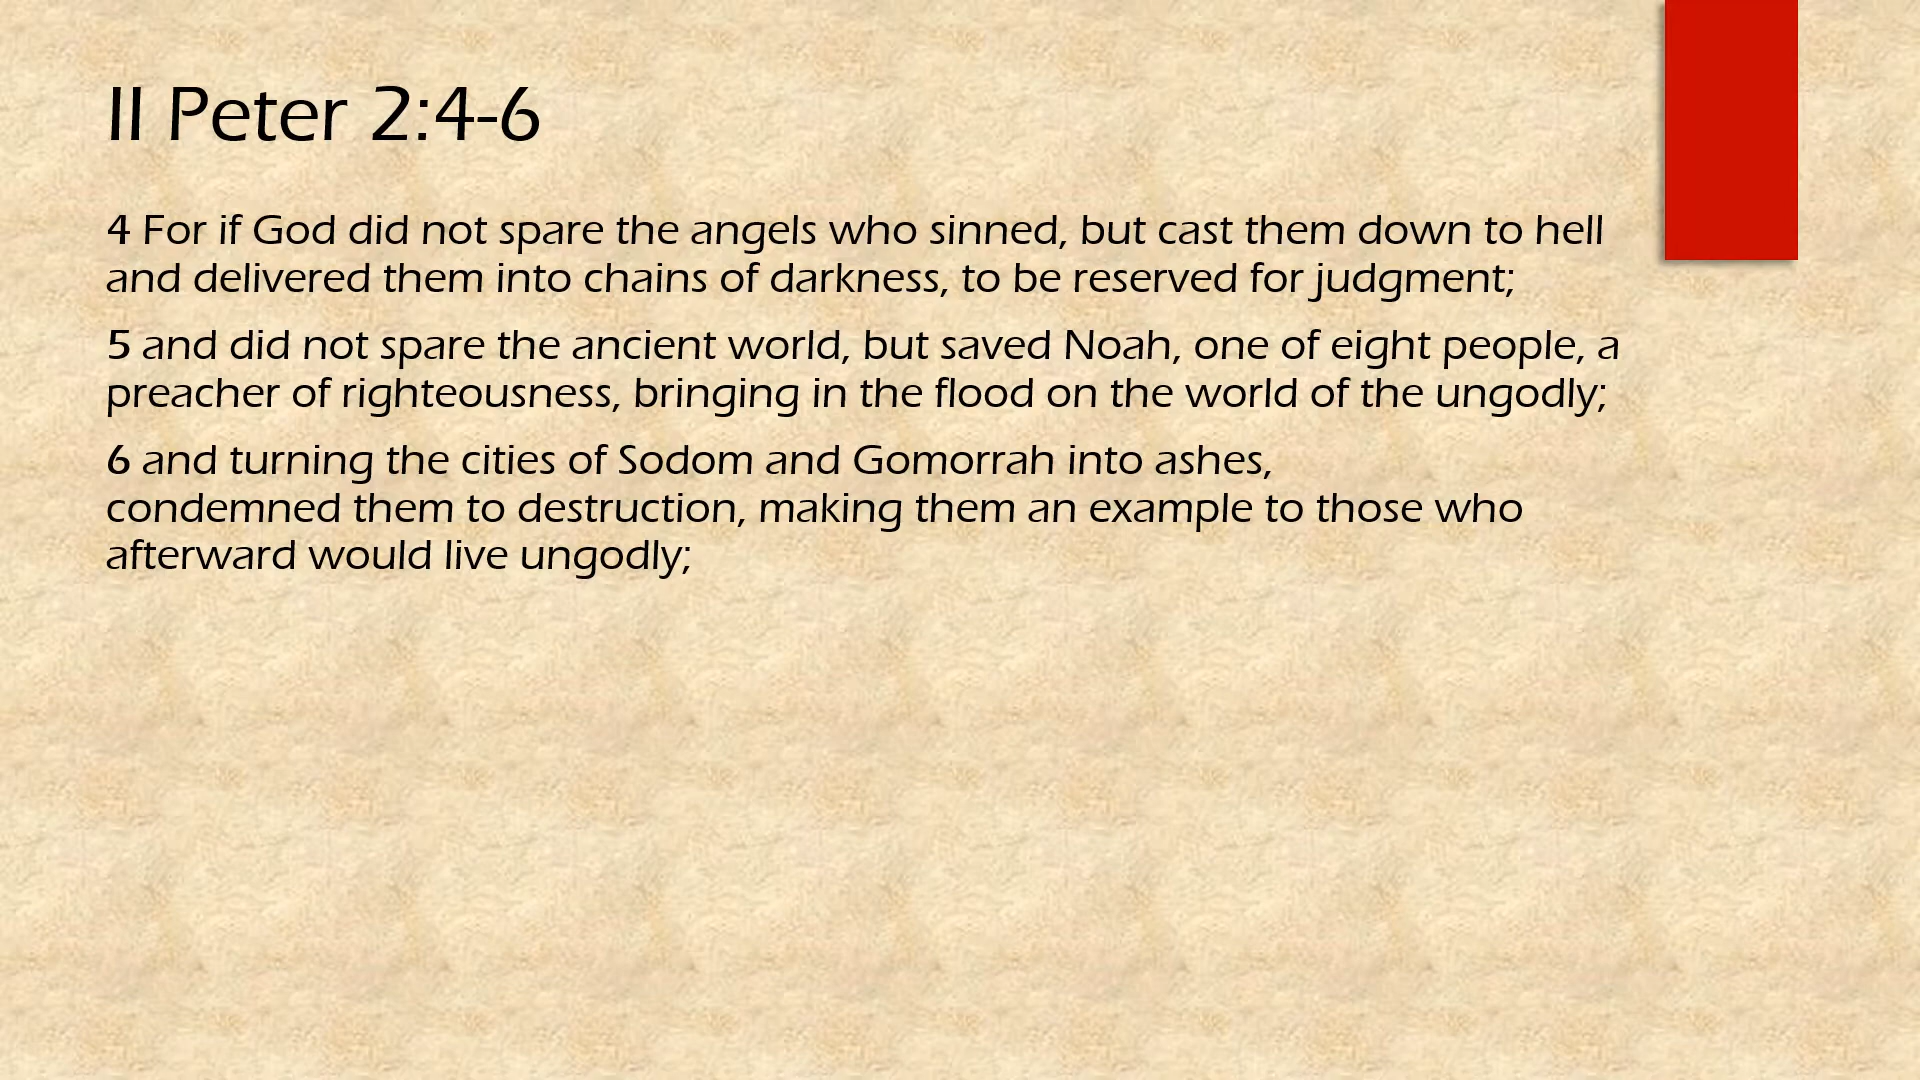 II Peter 2:4-6
4 For if God did not spare the angels who sinned, but cast them down to hell
and delivered them into chains of darkness, to be reserved for judgment;
5 and did not spare the ancient world, but saved Noah, one of eight people, a
preacher of righteousness, bringing in the flood on the world of the ungodly;
6 and turning the cities of Sodom and Gomorrah into ashes,
condemned them to destruction, making them an example to those who
afterward would live ungodly;